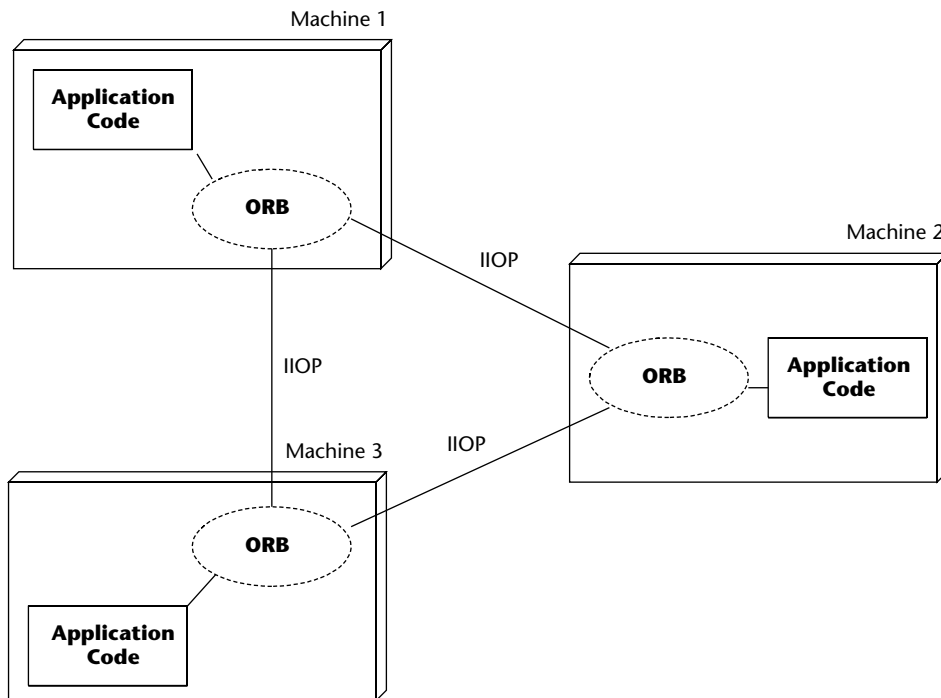 Machine 1
Application
Code
ORB
Machine 2
IIOP
ORB
Application
Code
IIOP
Machine 3
IIOP
ORB
Application
Code